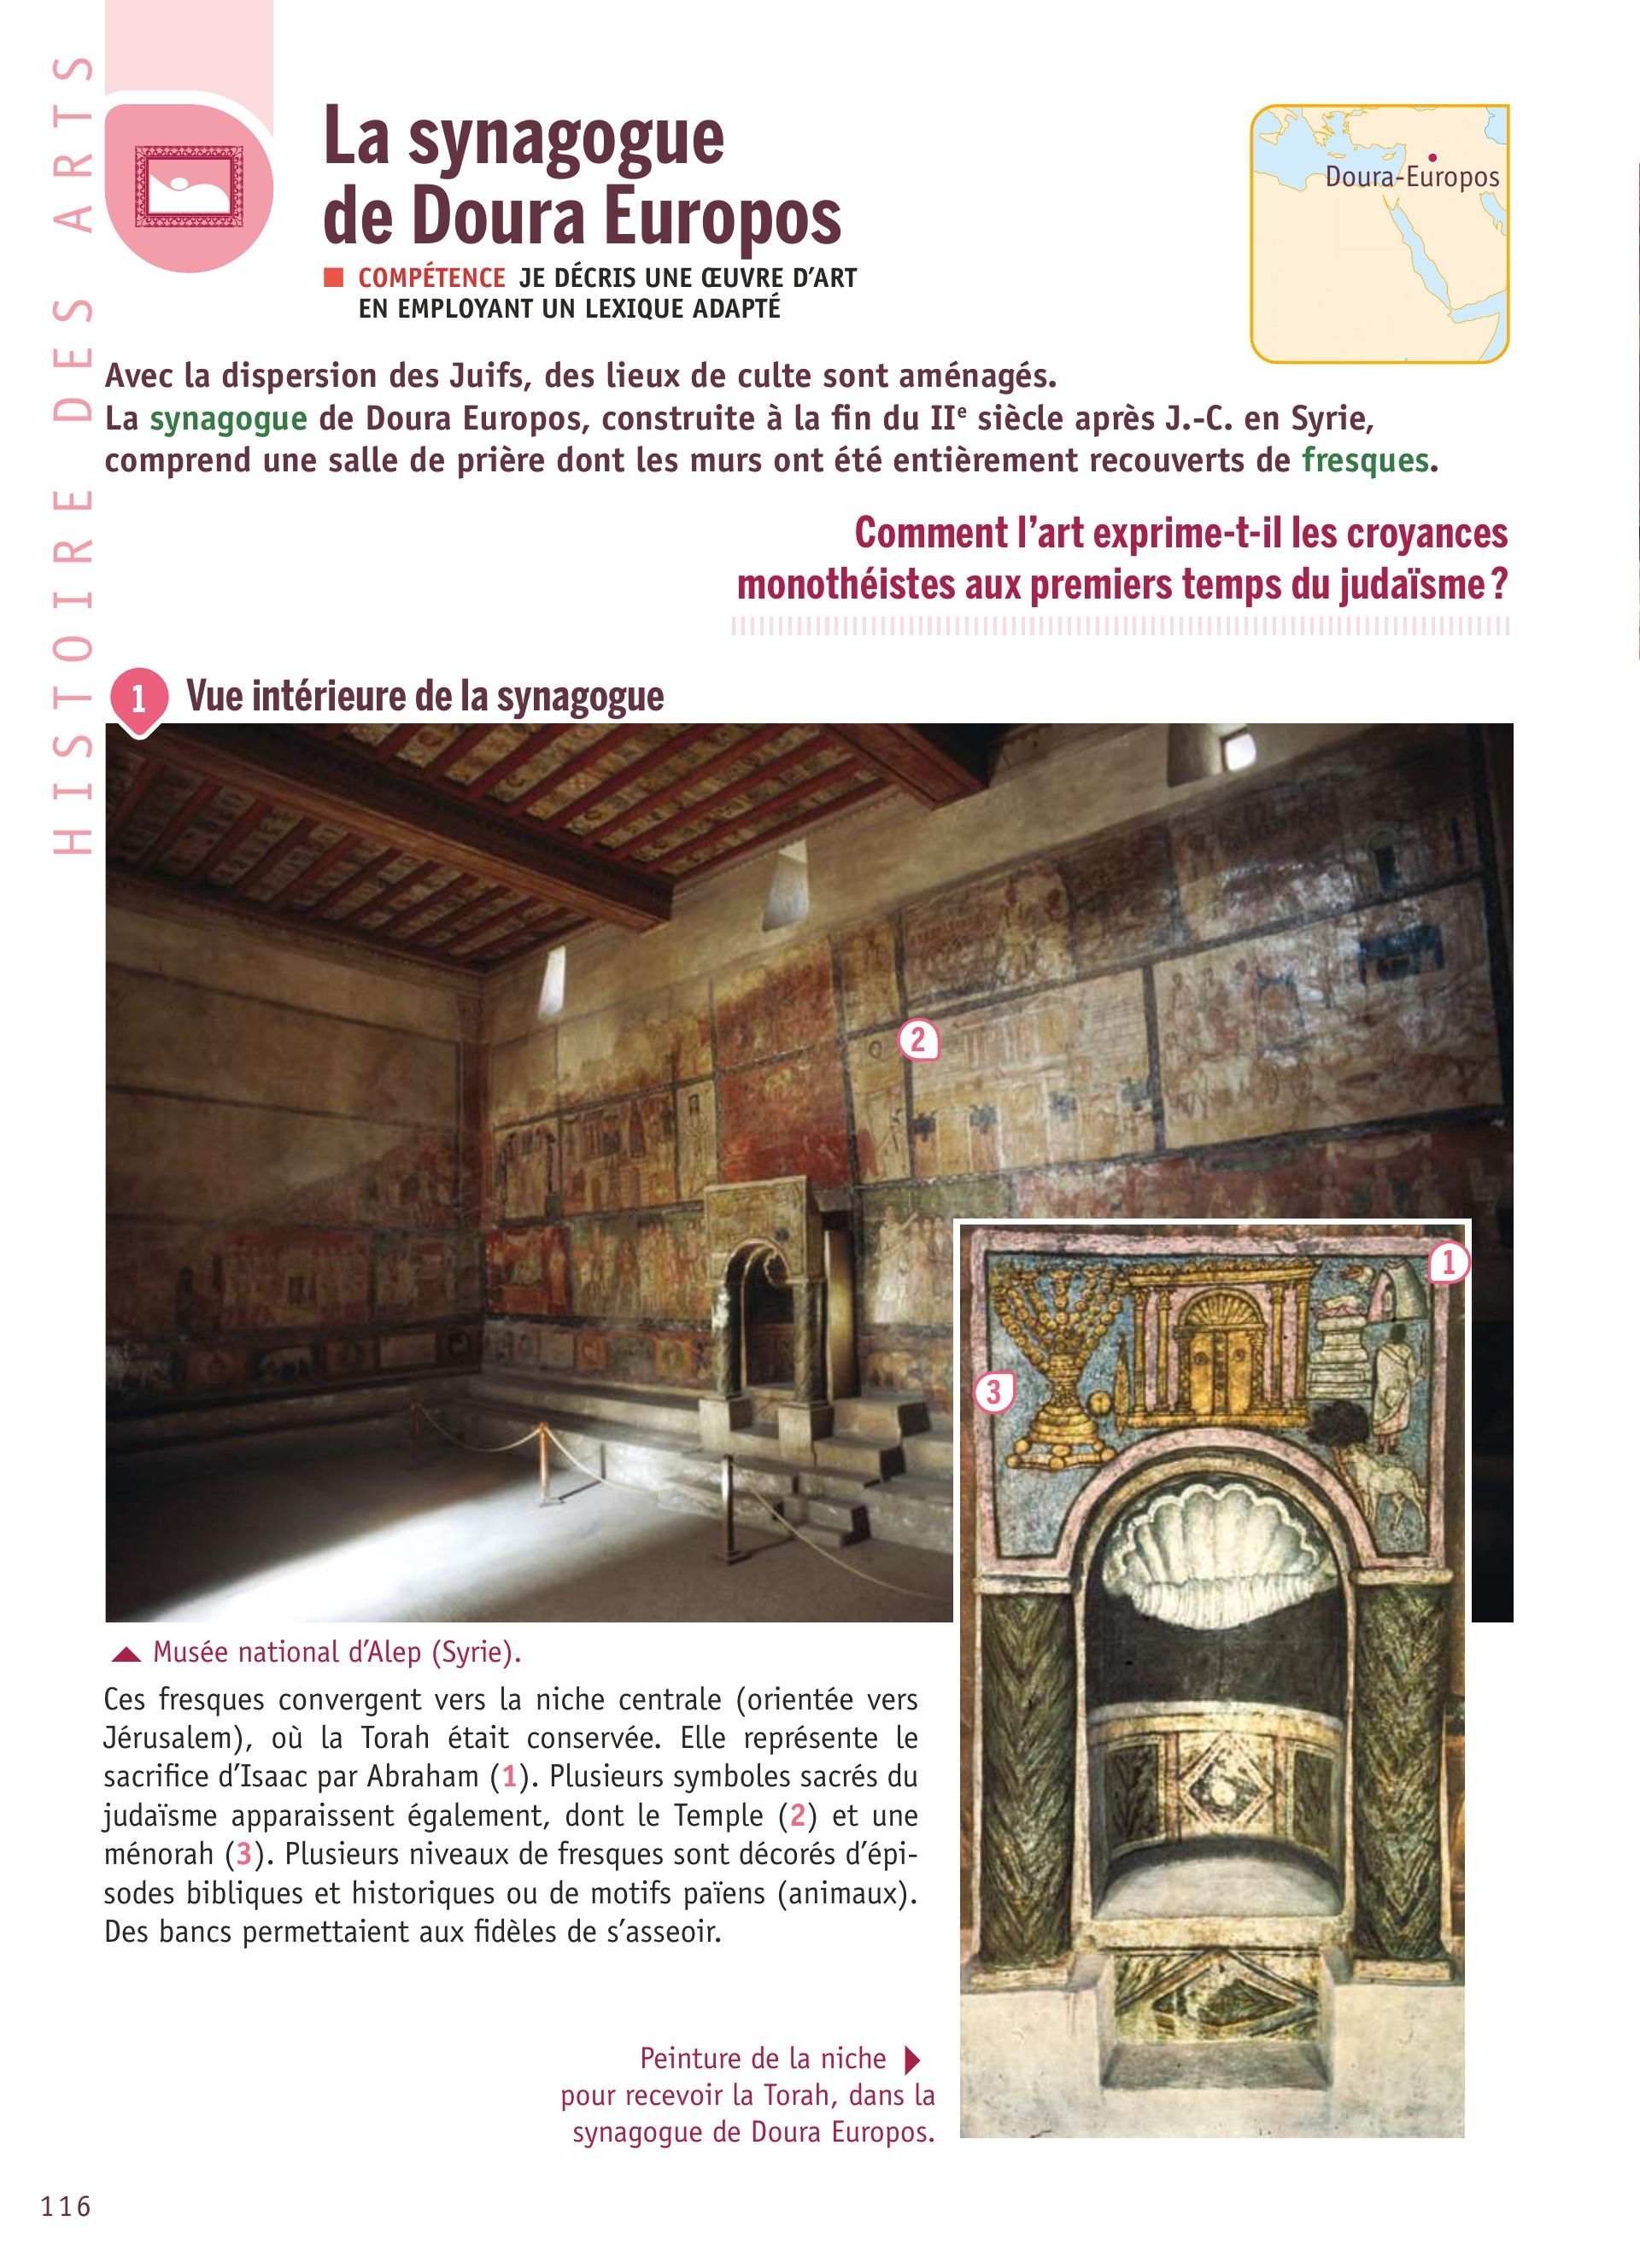 HISTOIRE DES ARTS
La synagogue
de Doura Europos
COMPÉTENCE JE DÉCRIS UNE ŒUVRE D’ART
EN EMPLOYANT UN LEXIQUE ADAPTÉ
Doura-Europos
Avec la dispersion des Juifs, des lieux de culte sont aménagés.
La synagogue de Doura Europos, construite à la fin du IIe siècle après J.-C. en Syrie,
comprend une salle de prière dont les murs ont été entièrement recouverts de fresques.
Comment l’art exprime-t-il les croyances
monothéistes aux premiers temps du judaïsme ?
1 Vue intérieure de la synagogue
2
1
3
Musée national d’Alep (Syrie).
Ces fresques convergent vers la niche centrale (orientée vers
Jérusalem), où la Torah était conservée. Elle représente le
sacrifice d’Isaac par Abraham (1). Plusieurs symboles sacrés du
judaïsme apparaissent également, dont le Temple (2) et une
ménorah (3). Plusieurs niveaux de fresques sont décorés d’épi-
sodes bibliques et historiques ou de motifs païens (animaux).
Des bancs permettaient aux fidèles de s’asseoir.
Peinture de la niche
pour recevoir la Torah, dans la
synagogue de Doura Europos.
116